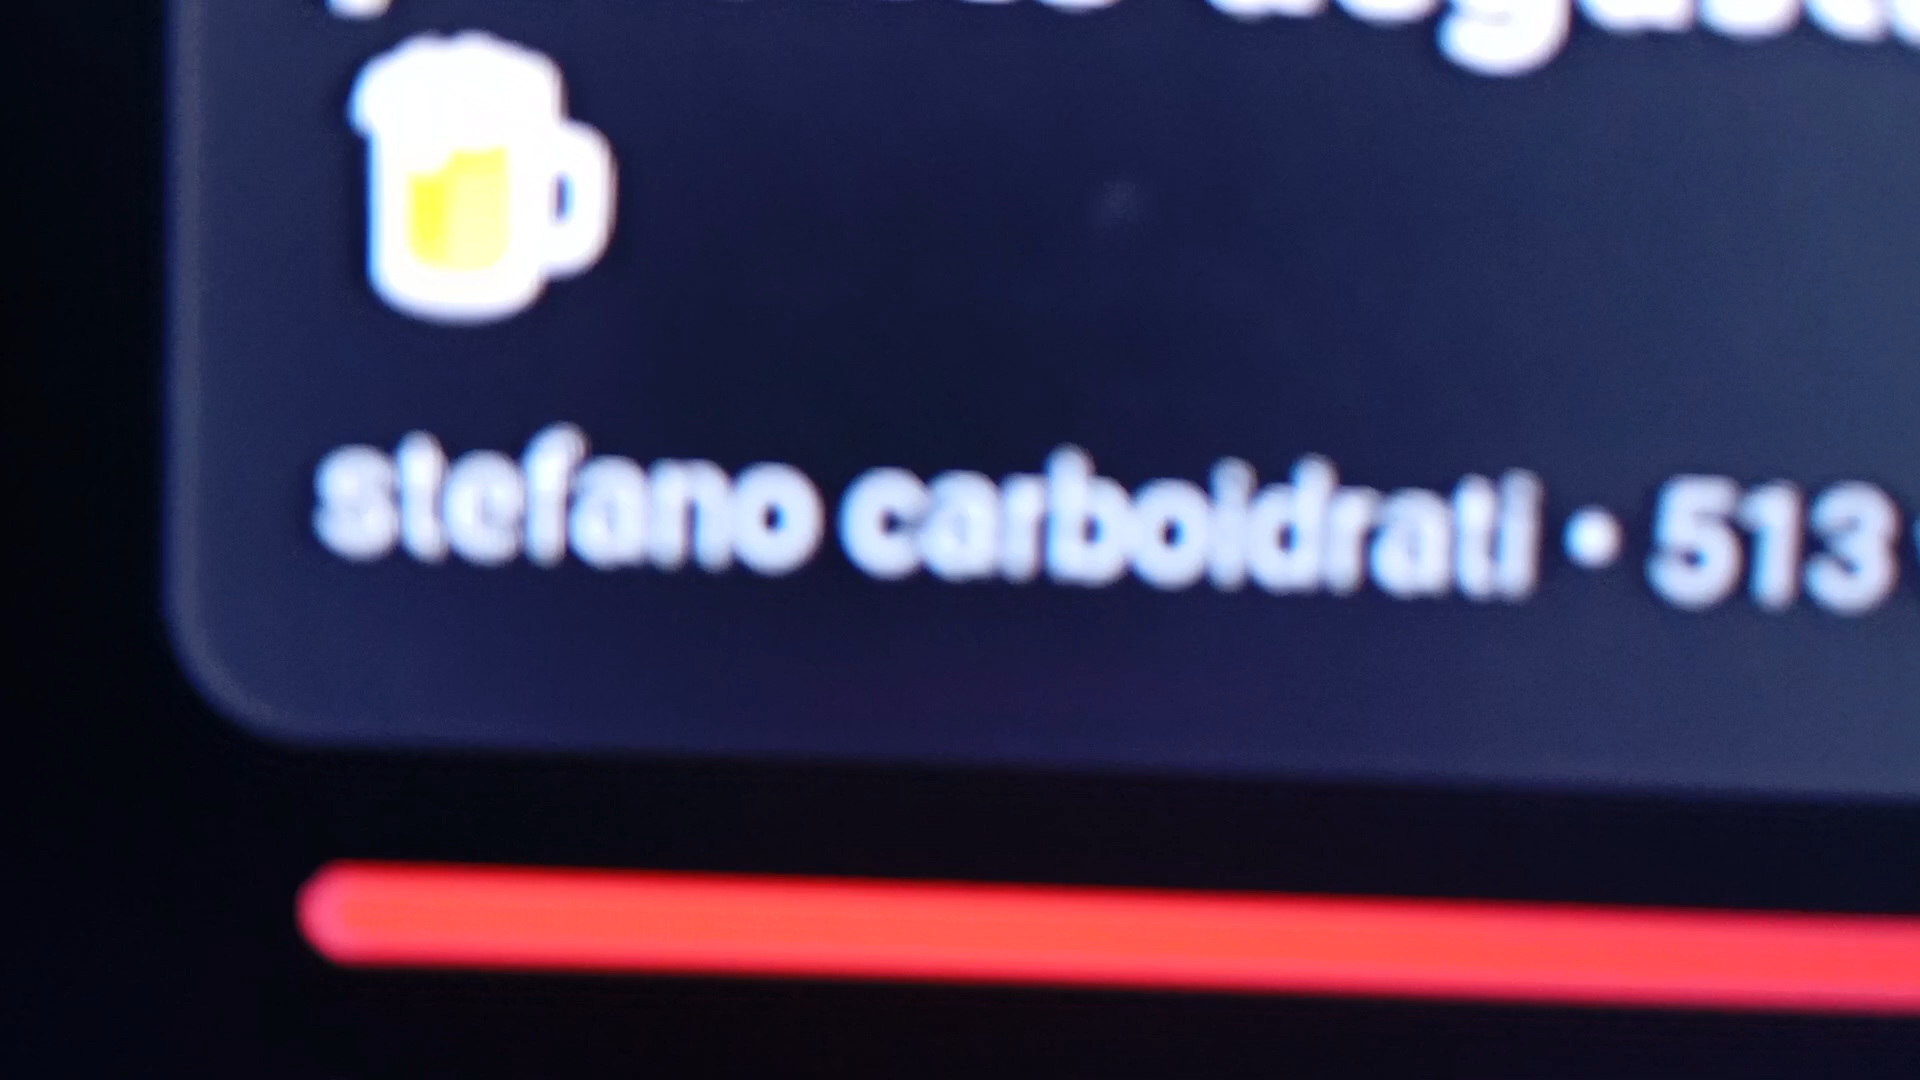 stefano carboidrati • 513